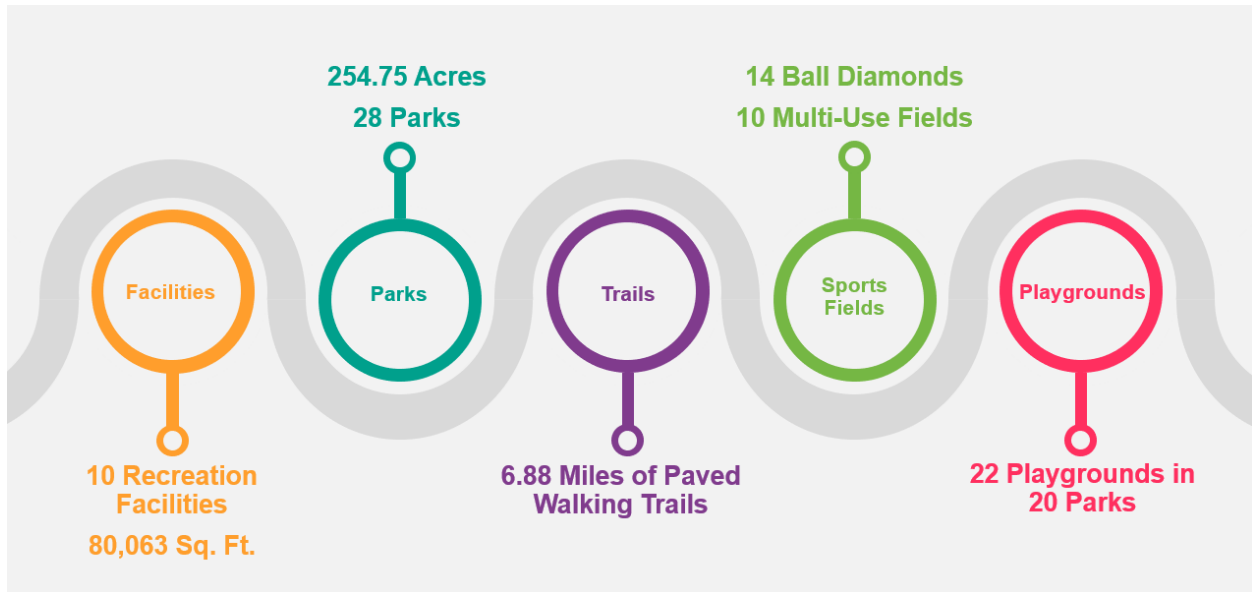 254.75 Acres
28 Parks
14 Ball Diamonds
10 Multi-Use Fields
Facilities
Parks
Trails
Sports
Fields
Playgrounds
10 Recreation
Facilities
80,063 Sq. Ft.
6.88 Miles of Paved
Walking Trails
22 Playgrounds in
20 Parks